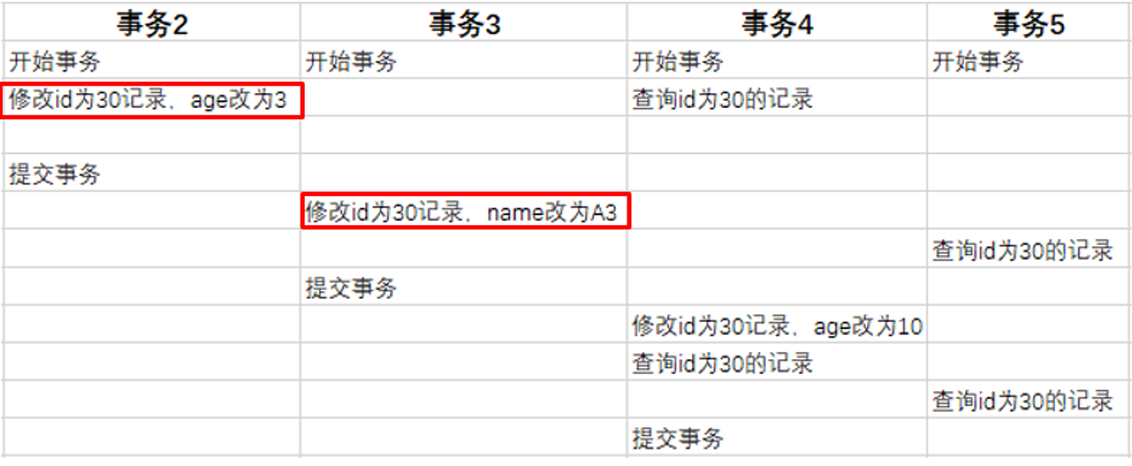 事务2 事务3 事务4 事务5
开始事务 开始事务 开始事务 开始事务
修改id为30记录，age改为3 查询id为30的记录
提交事务
修改id为30记录，name改为A3
查询id为30的记录
提交事务
修改id为30记录，age改为10
查询id为30的记录
查询id为30的记录
提交事务